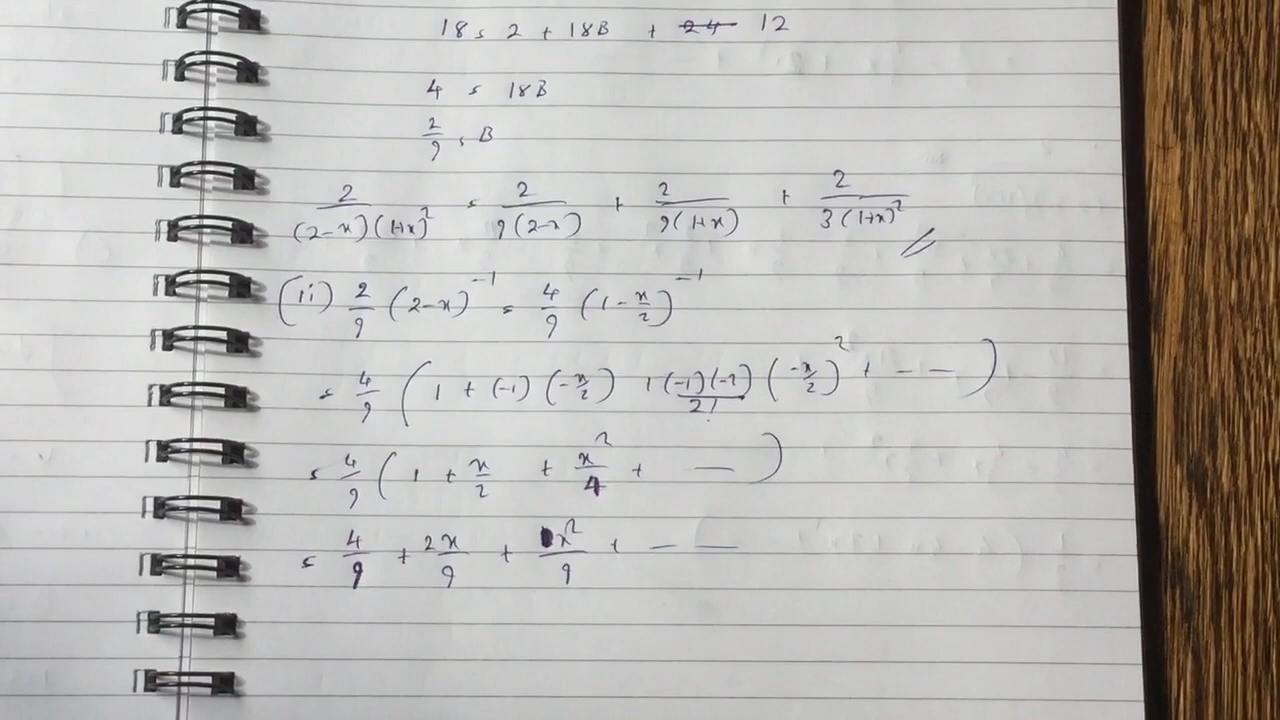 18 = 2 + 18B + 12
4 = 18B
2/9 = B
2/((2-x)(1+x)^2) = 2/(9(2-x)) + 2/(9(1+x)) + 2/(3(1+x)^2)
(ii) 2/9 (2-x)^-1 = 4/9 (1 - x/2)^-1
= 4/9 (1 + (-1)(-x/2) + (-1)(-2)/2! (-x/2)^2 + - - )
= 4/9 (1 + x/2 + x^2/4 + — )
= 4/9 + 2x/9 + x^2/9 + — —